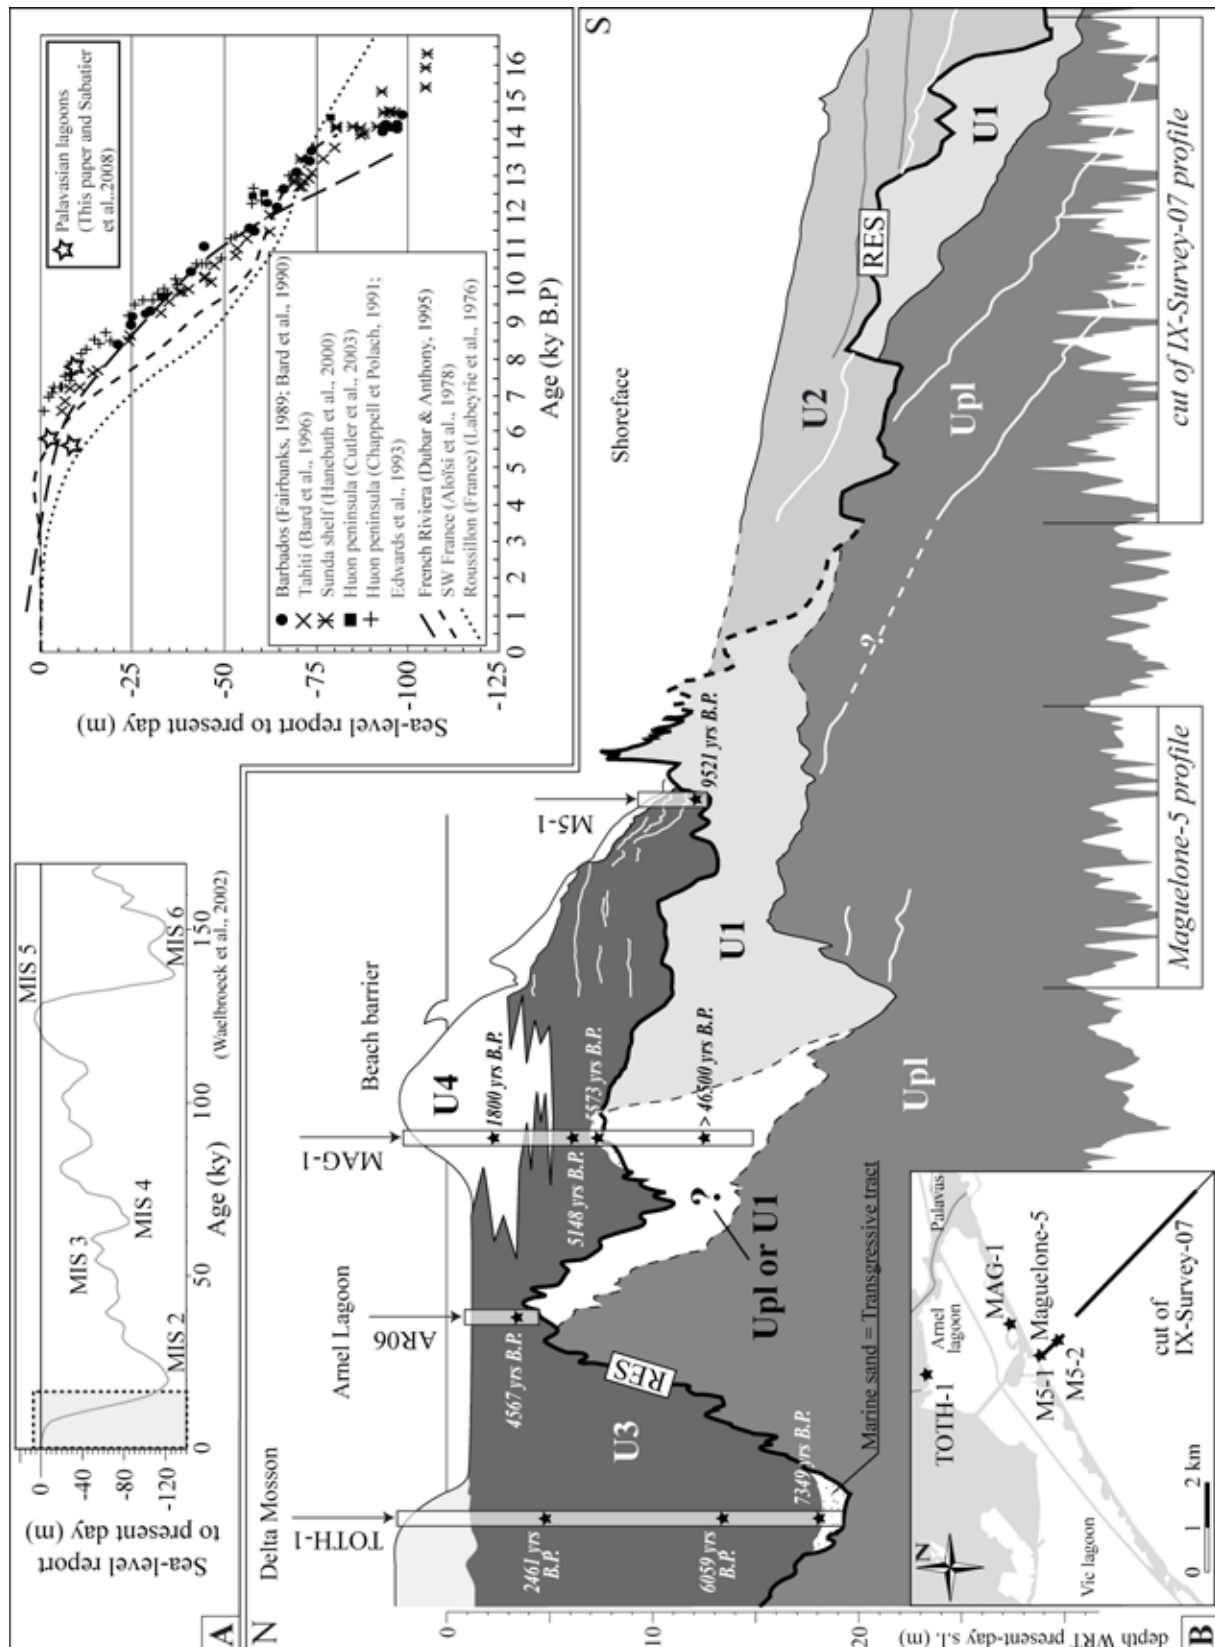 A
Sea-level report
to present day (m)
0
-40
-80
-120
MIS 2
MIS 3
MIS 4
MIS 5
MIS 6
0
50
100
150
Age (ky)
(Waelbroeck et al., 2002)
Sea-level report to present day (m)
0
-25
-50
-75
-100
-125
0 1 2 3 4 5 6 7 8 9 10 11 12 13 14 15 16
Age (ky B.P)
Palavasian lagoons
(This paper and Sabatier
et al.,2008)
Barbados (Fairbanks, 1989; Bard et al., 1990)
Tahiti (Bard et al., 1996)
Sunda shelf (Hanebuth et al., 2000)
Huon peninsula (Cutler et al., 2003)
Huon peninsula (Chappell et Polach, 1991;
Edwards et al., 1993)
French Riviera (Dubar & Anthony, 1995)
SW France (Aloïsi et al., 1978)
Roussillon (France) (Labeyrie et al., 1976)
N
S
Delta Mosson
Arnel Lagoon
Beach barrier
Shoreface
TOTH-1
AR06
MAG-1
M5-1
0
10
20
depth WRT present-day s.l. (m)
2461 yrs
B.P.
6059 yrs
B.P.
7349 yrs B.P.
4567 yrs B.P.
1800 yrs B.P.
5148 yrs B.P.
5573 yrs B.P.
> 46500 yrs B.P.
9521 yrs B.P.
U4
U3
RES
?
Upl or U1
U1
Upl
Marine sand = Transgressive tract
U2
RES
U1
Upl
?
Maguelone-5 profile
cut of IX-Survey-07 profile
B
N
TOTH-1
Arnel
lagoon
Palavas
MAG-1
Maguelone-5
M5-1
M5-2
Vic lagoon
cut of
IX-Survey-07
0 1 2 km